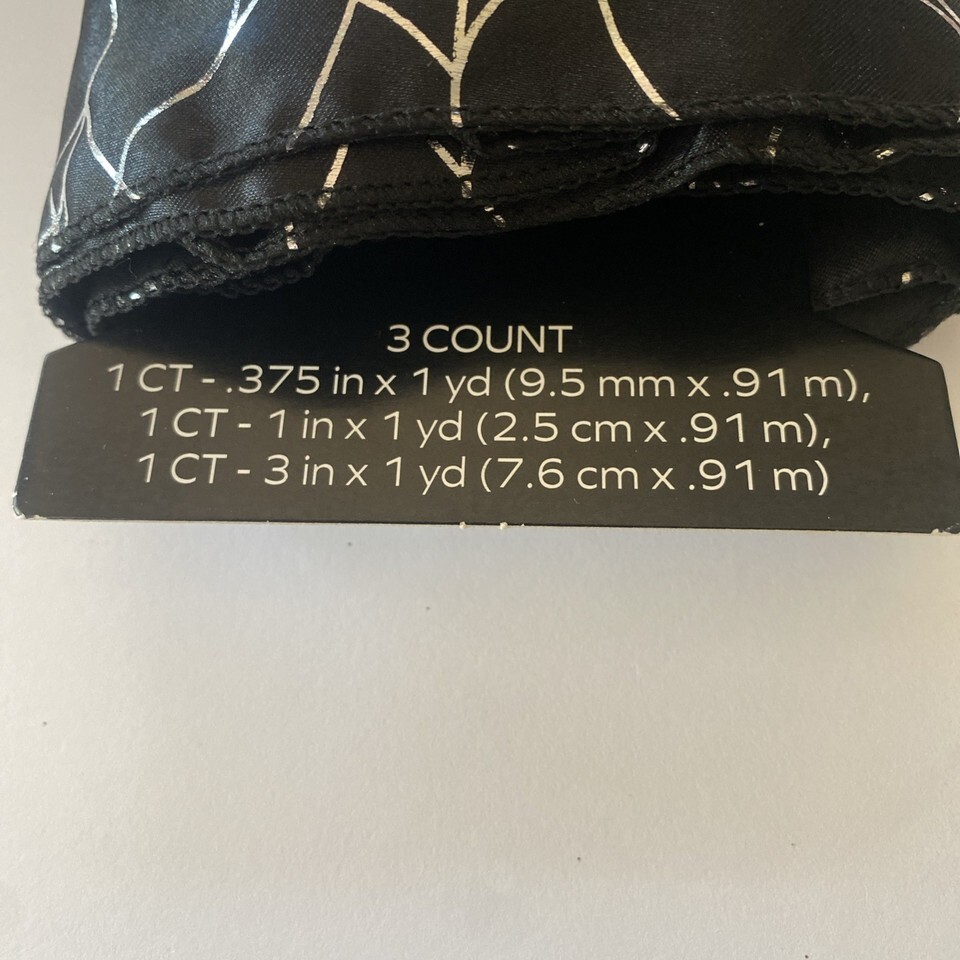 3 COUNT
1 CT - .375 in x 1 yd (9.5 mm x .91 m),
1 CT - 1 in x 1 yd (2.5 cm x .91 m),
1 CT - 3 in x 1 yd (7.6 cm x .91 m)